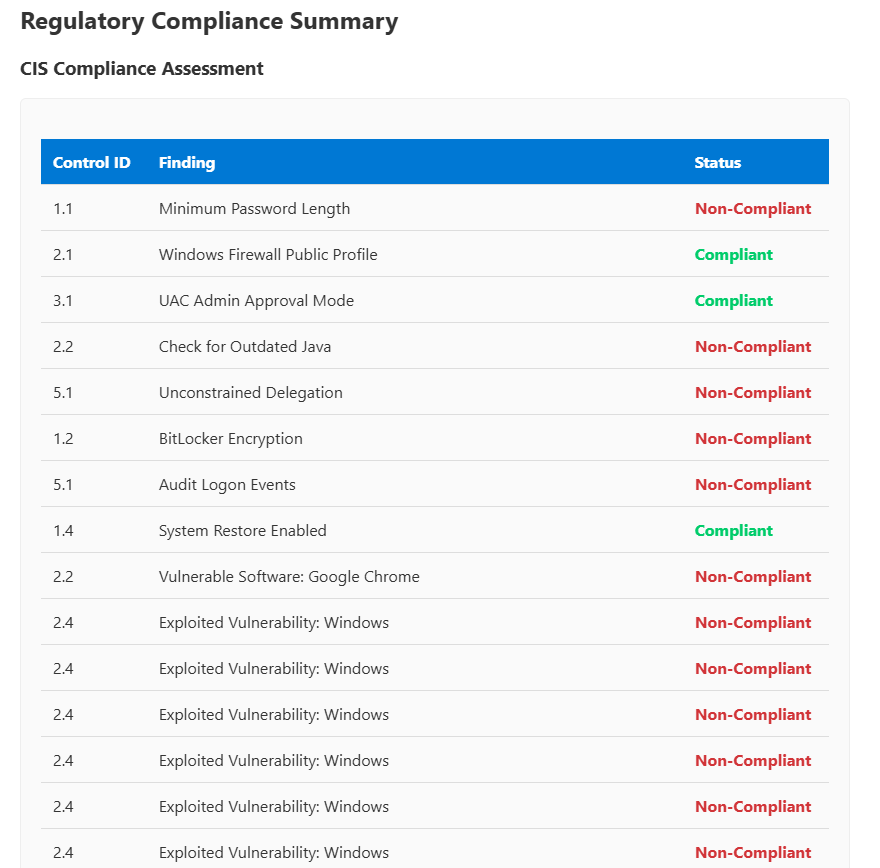 Regulatory Compliance Summary
CIS Compliance Assessment
Control ID Finding Status
1.1 Minimum Password Length Non-Compliant
2.1 Windows Firewall Public Profile Compliant
3.1 UAC Admin Approval Mode Compliant
2.2 Check for Outdated Java Non-Compliant
5.1 Unconstrained Delegation Non-Compliant
1.2 BitLocker Encryption Non-Compliant
5.1 Audit Logon Events Non-Compliant
1.4 System Restore Enabled Compliant
2.2 Vulnerable Software: Google Chrome Non-Compliant
2.4 Exploited Vulnerability: Windows Non-Compliant
2.4 Exploited Vulnerability: Windows Non-Compliant
2.4 Exploited Vulnerability: Windows Non-Compliant
2.4 Exploited Vulnerability: Windows Non-Compliant
2.4 Exploited Vulnerability: Windows Non-Compliant
2.4 Exploited Vulnerability: Windows Non-Compliant